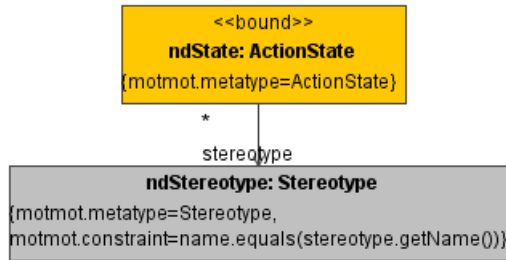 <<bound>>
ndState: ActionState
{motmot.metatype=ActionState}
*
stereotype
ndStereotype: Stereotype
{motmot.metatype=Stereotype,
motmot.constraint=name.equals(stereotype.getName())}